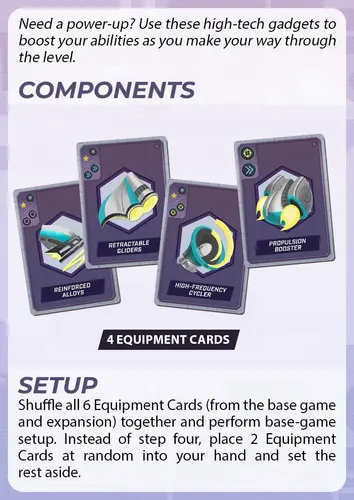 Need a power-up? Use these high-tech gadgets to
boost your abilities as you make your way through
the level.
COMPONENTS
REINFORCED
ALLOYS
RETRACTABLE
GLIDERS
HIGH-FREQUENCY
CYCLER
PROPULSION
BOOSTER
4 EQUIPMENT CARDS
SETUP
Shuffle all 6 Equipment Cards (from the base game
and expansion) together and perform base-game
setup. Instead of step four, place 2 Equipment
Cards at random into your hand and set the
rest aside.